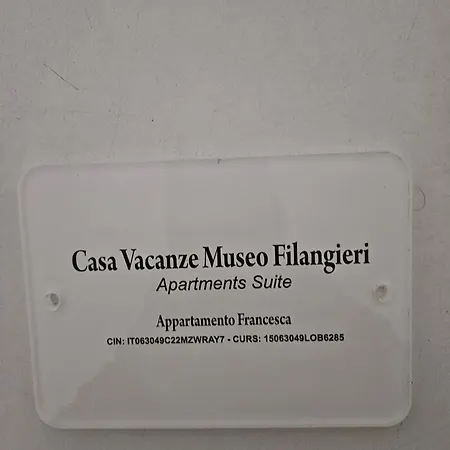 Casa Vacanze Museo Filangieri
Apartments Suite
Appartamento Francesca
CIN: IT063049C22MZWRAY7 - CURS: 15063049LOB6285